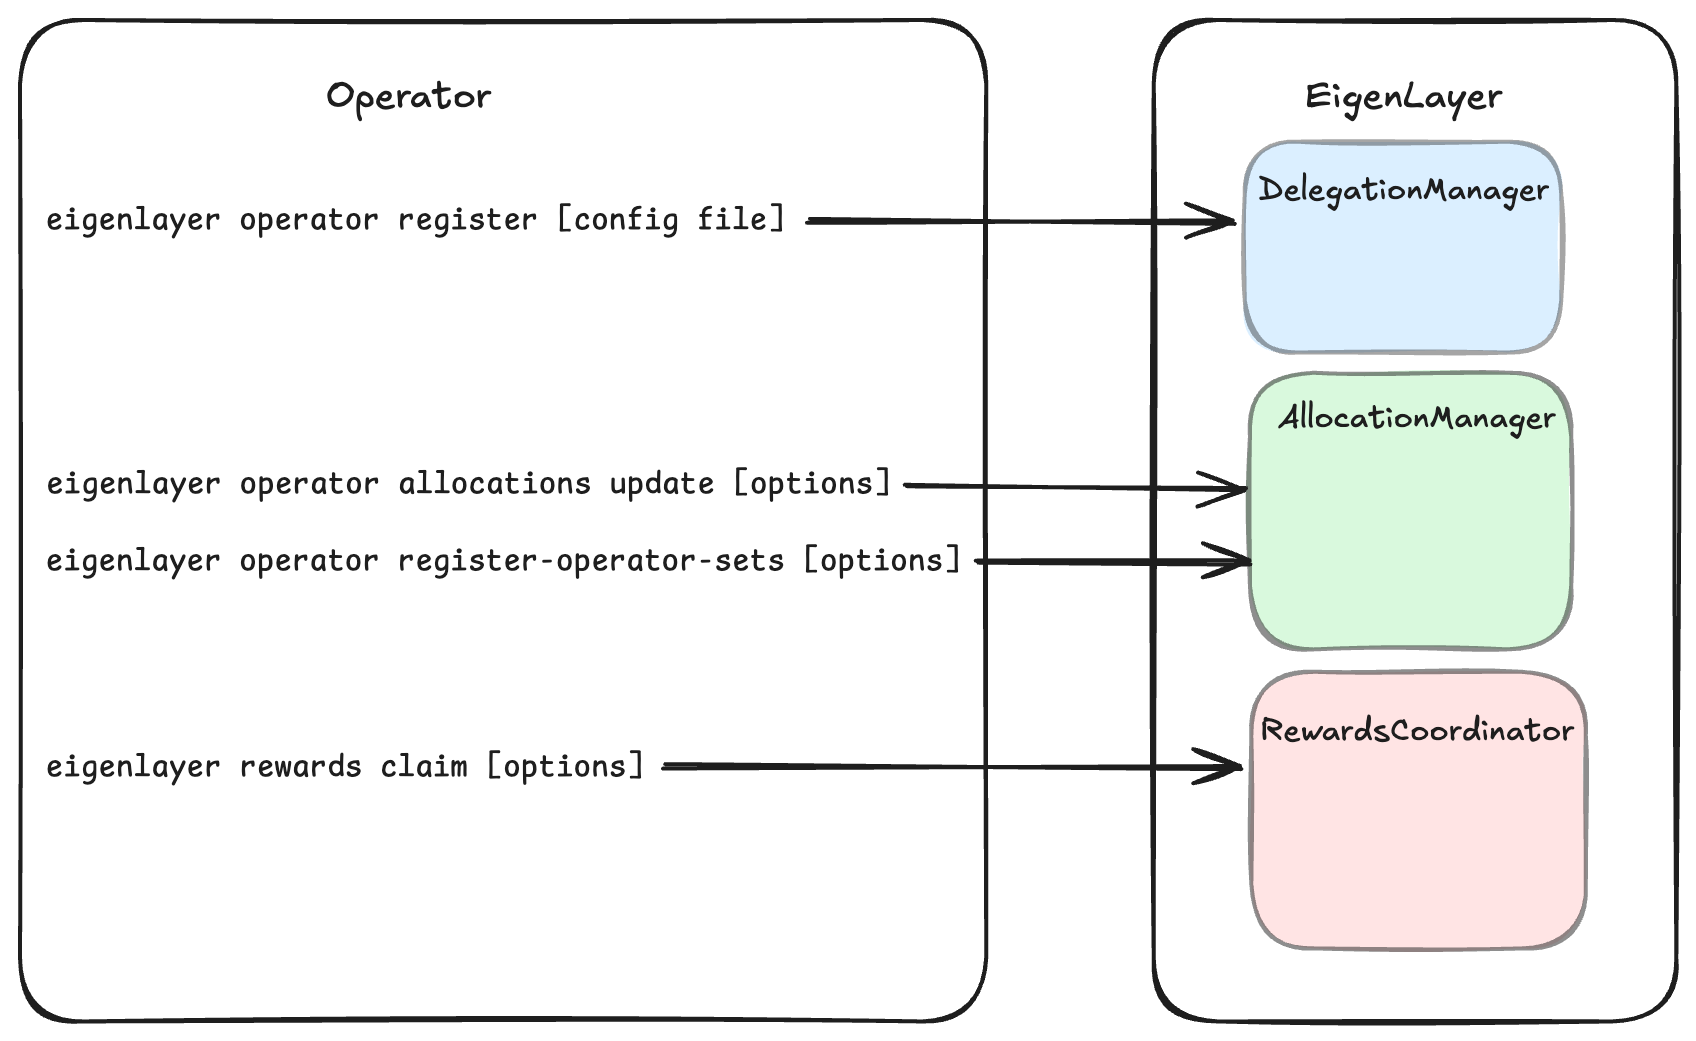 Operator
eigenlayer operator register [config file]
eigenlayer operator allocations update [options]
eigenlayer operator register-operator-sets [options]
eigenlayer rewards claim [options]
EigenLayer
DelegationManager
AllocationManager
RewardsCoordinator